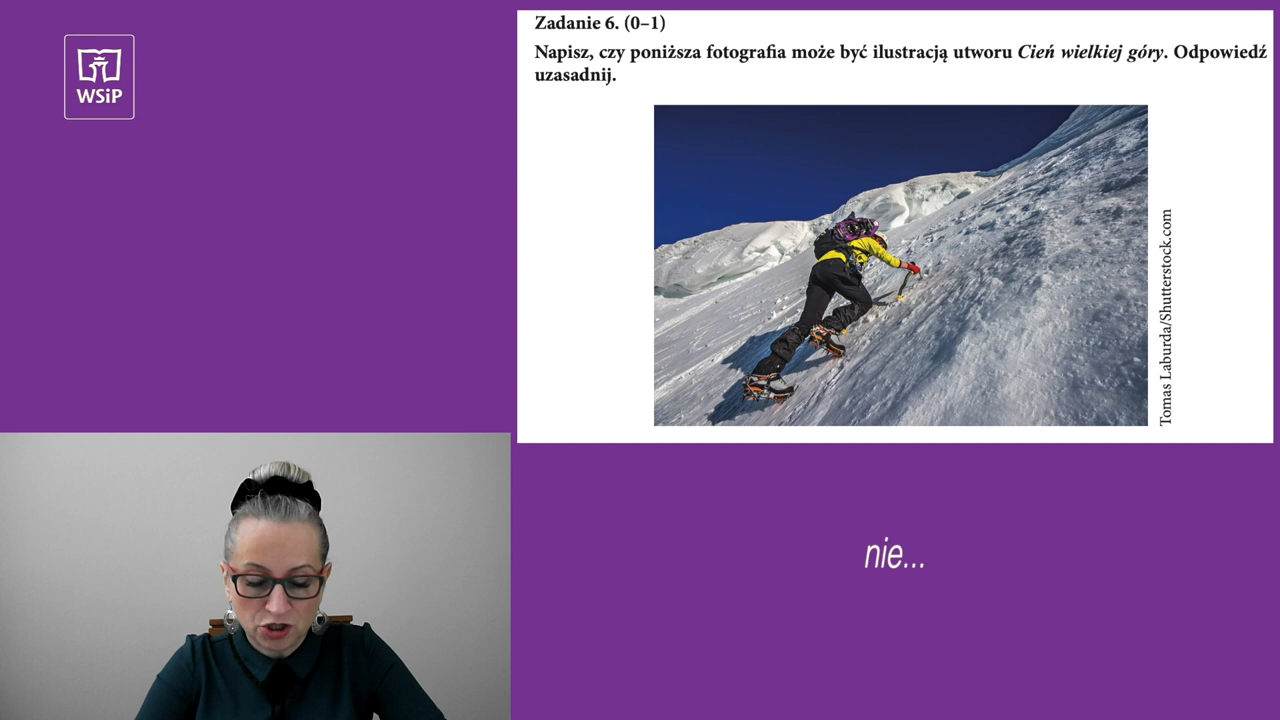 WSiP
Zadanie 6. (0–1)
Napisz, czy poniższa fotografia może być ilustracją utworu Cień wielkiej góry. Odpowiedź
uzasadnij.
Tomas Laburda/Shutterstock.com
nie...